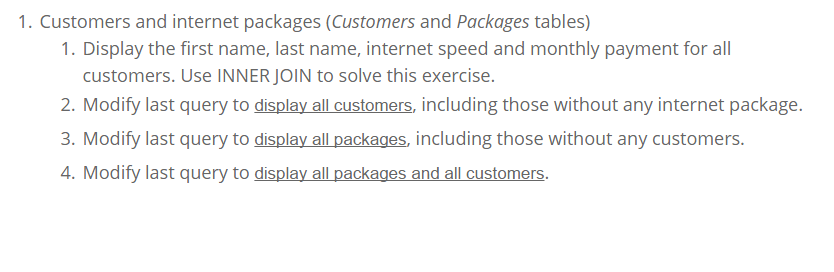 1. Customers and internet packages (Customers and Packages tables)
1. Display the first name, last name, internet speed and monthly payment for all
customers. Use INNER JOIN to solve this exercise.
2. Modify last query to display all customers, including those without any internet package.
3. Modify last query to display all packages, including those without any customers.
4. Modify last query to display all packages and all customers.